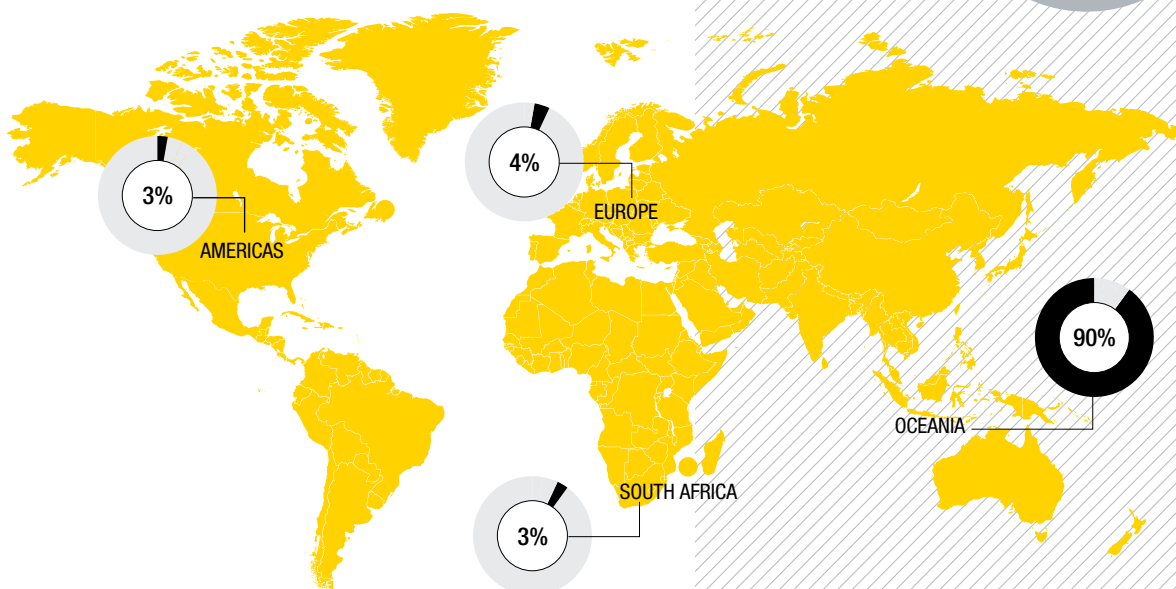 4%
3%
EUROPE
AMERICAS
90%
OCEANIA
SOUTH AFRICA
3%